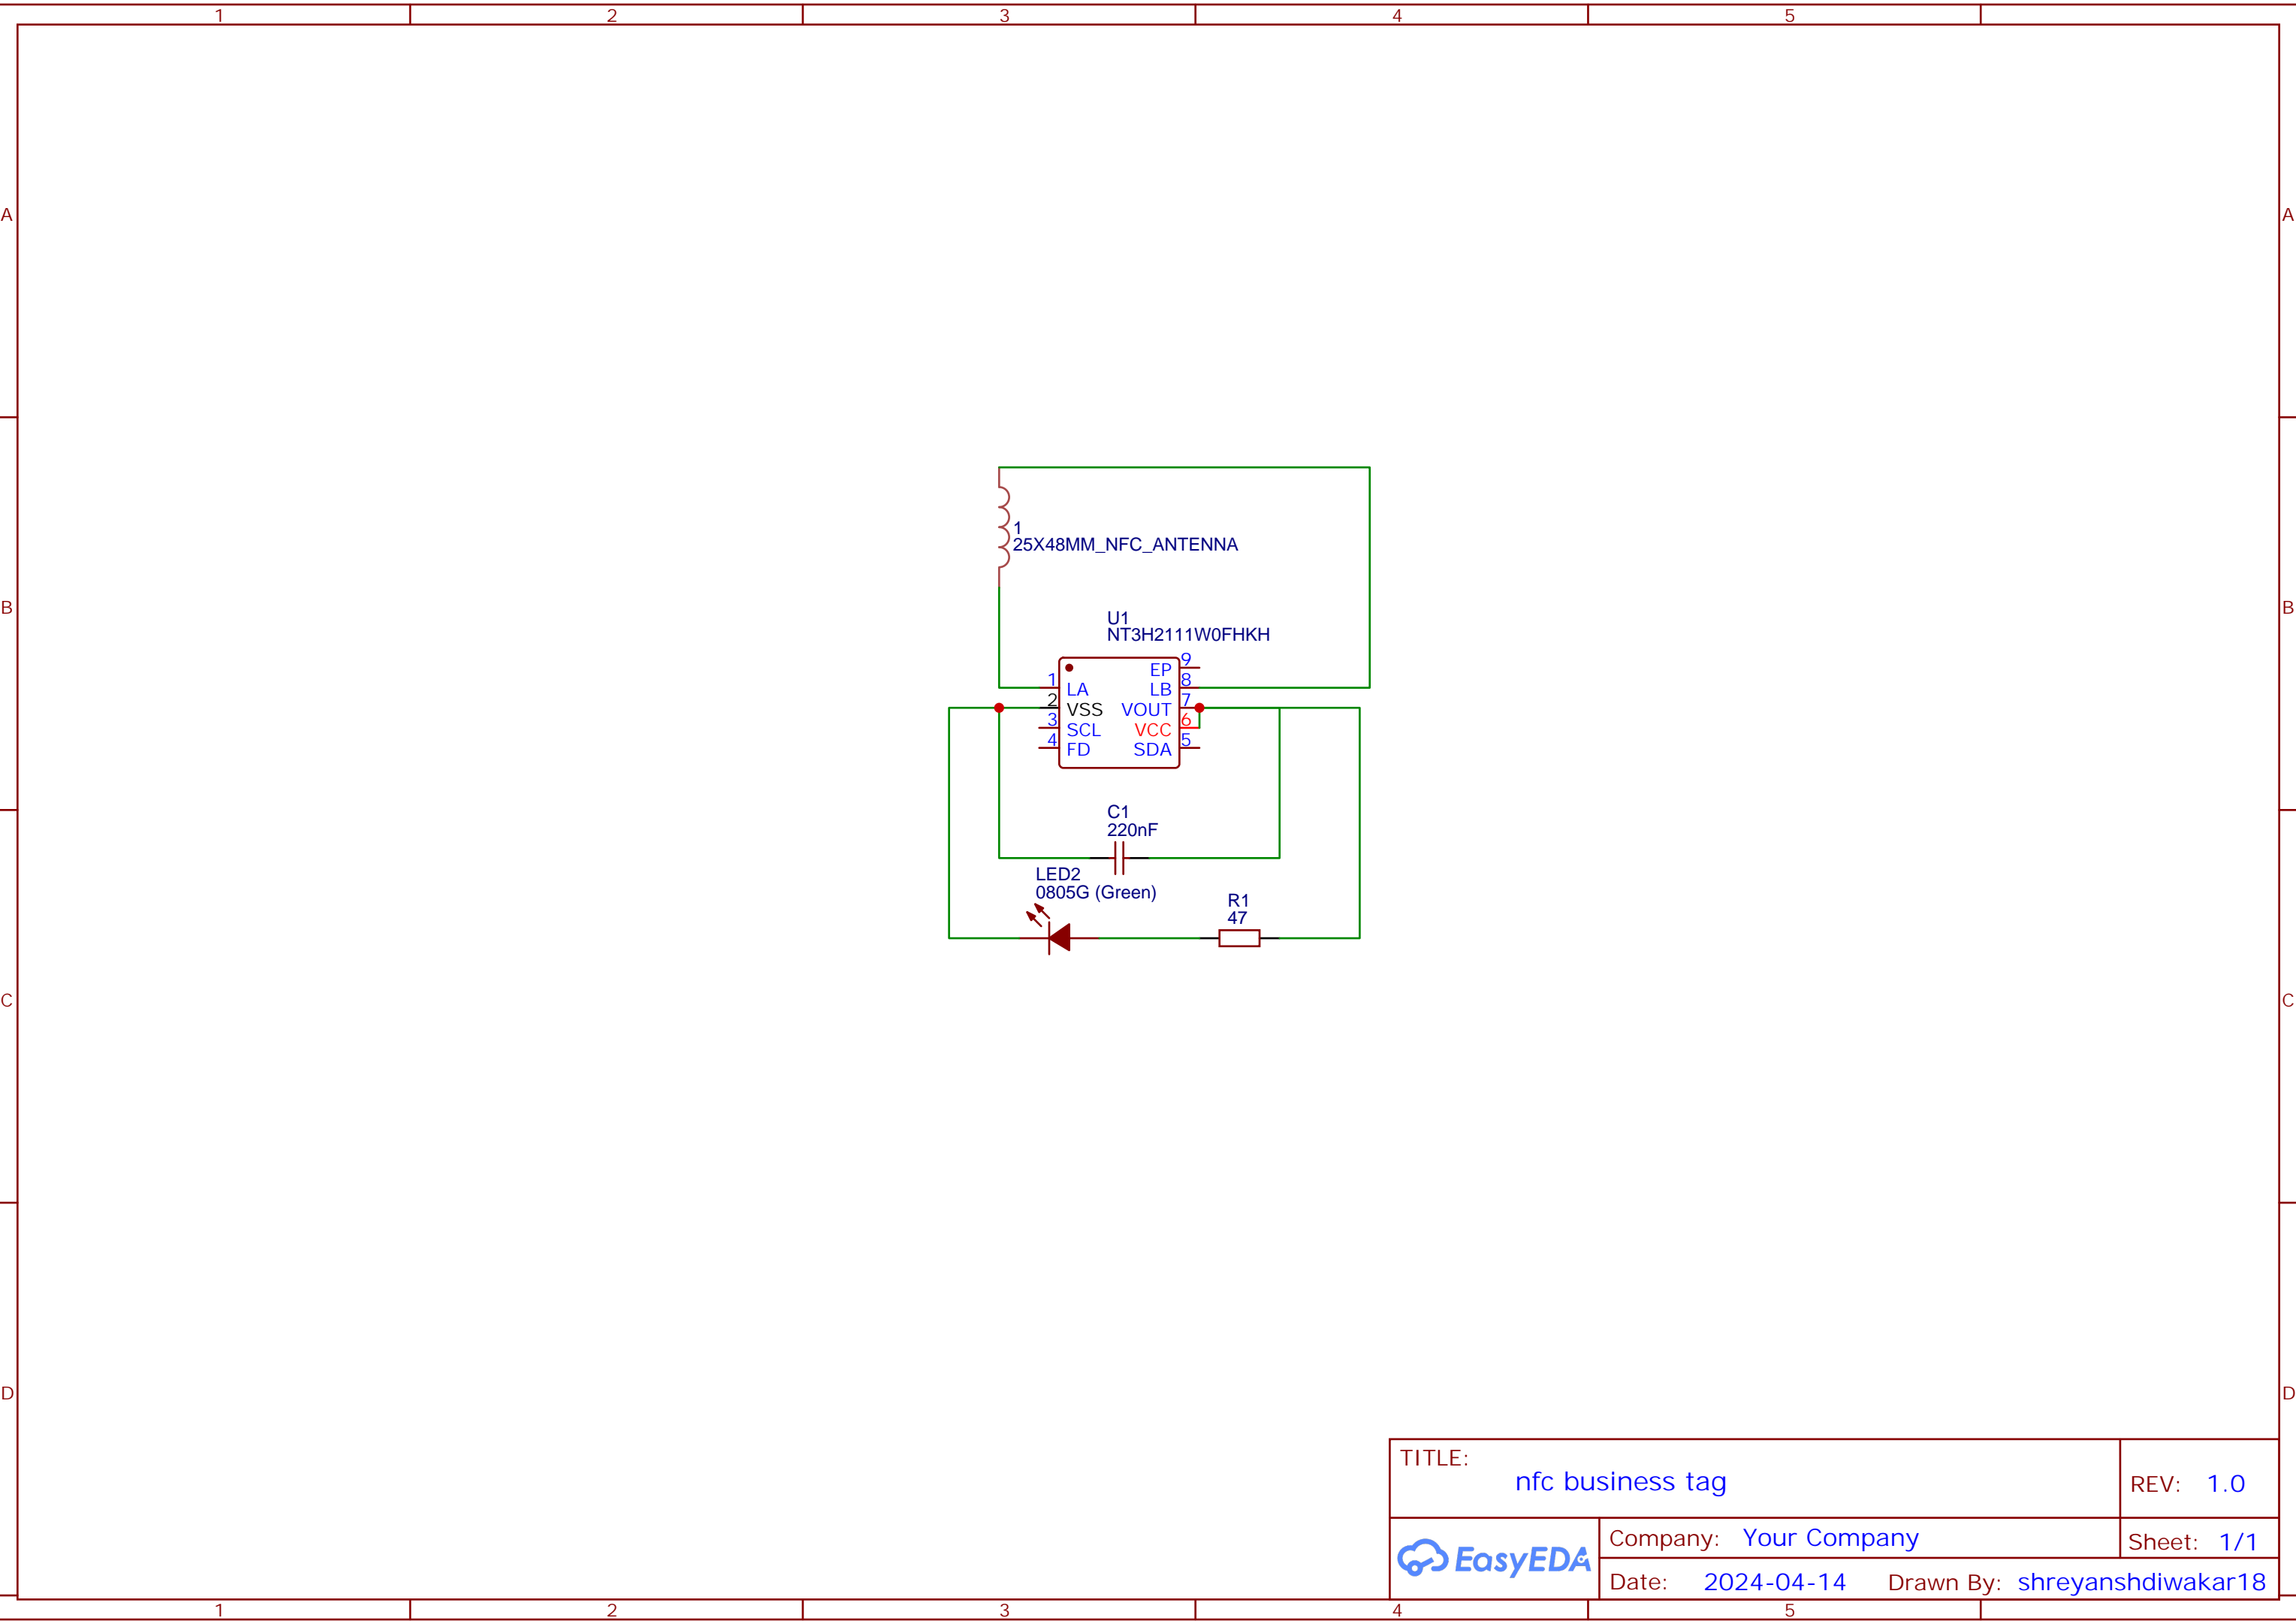 1 2 3 4 5
A A
1
25X48MM_NFC_ANTENNA
B B
U1
NT3H2111W0FHKH
EP 9
1 LA LB 8
2 VSS VOUT 7
3 SCL VCC 6
4 FD SDA 5
C1
220nF
LED2
0805G (Green)
R1
47
C C
D D
TITLE:
nfc business tag
REV: 1.0
EasyEDA
Company: Your Company
Sheet: 1/1
Date: 2024-04-14 Drawn By: shreyanshdiwakar18
1 2 3 4 5